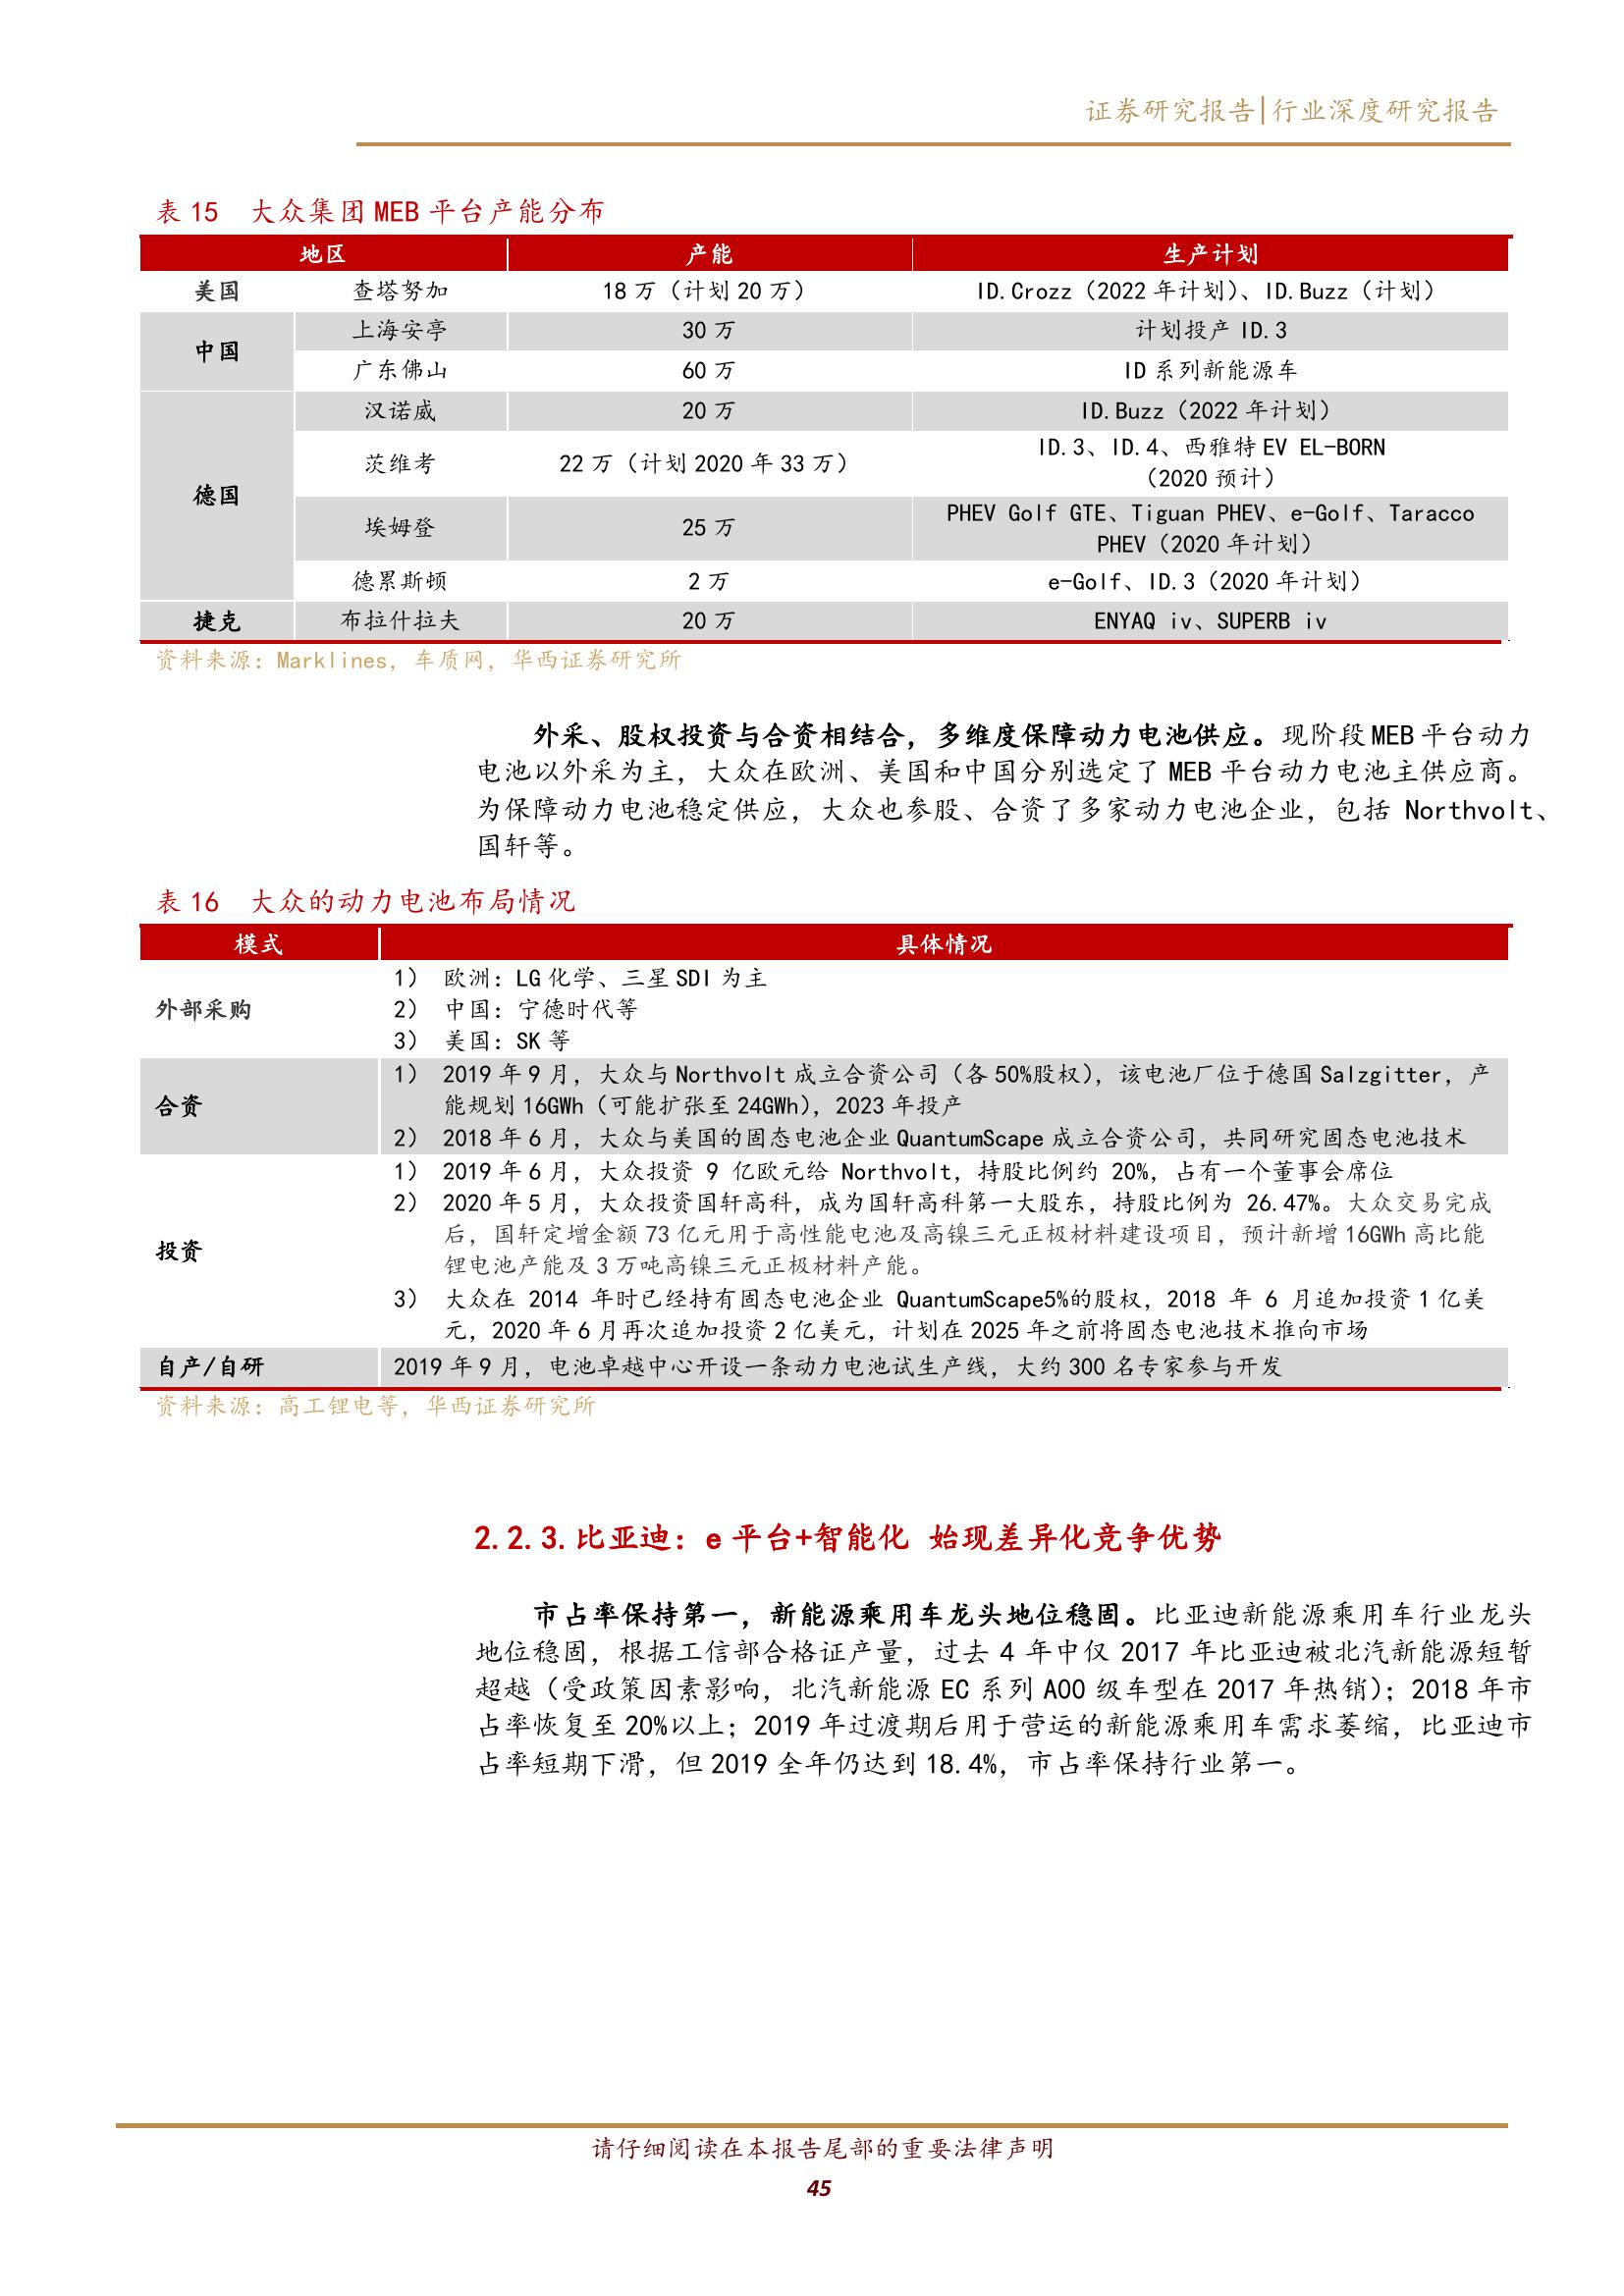 证券研究报告|行业深度研究报告
表 15 大众集团 MEB 平台产能分布
地区 产能 生产计划
美国 查塔努加 18 万（计划 20 万） ID.Crozz（2022 年计划）、ID.Buzz（计划）
中国 上海安亭 30 万 计划投产 ID.3
广东佛山 60 万 ID 系列新能源车
德国 汉诺威 20 万 ID.Buzz（2022 年计划）
茨维考 22 万（计划 2020 年 33 万） ID.3、ID.4、西雅特 EV EL-BORN
（2020 预计）
埃姆登 25 万 PHEV Golf GTE、Tiguan PHEV、e-Golf、Taracco
PHEV（2020 年计划）
德累斯顿 2 万 e-Golf、ID.3（2020 年计划）
捷克 布拉什拉夫 20 万 ENYAQ iv、SUPERB iv
资料来源：Marklines，车质网，华西证券研究所
外采、股权投资与合资相结合，多维度保障动力电池供应。现阶段 MEB 平台动力
电池以外采为主，大众在欧洲、美国和中国分别选定了 MEB 平台动力电池主供应商。
为保障动力电池稳定供应，大众也参股、合资了多家动力电池企业，包括 Northvolt、
国轩等。
表 16 大众的动力电池布局情况
模式 具体情况
外部采购 1） 欧洲：LG 化学、三星 SDI 为主
2） 中国：宁德时代等
3） 美国：SK 等
合资 1） 2019 年 9 月，大众与 Northvolt 成立合资公司（各 50%股权），该电池厂位于德国 Salzgitter，产
能规划 16GWh（可能扩张至 24GWh），2023 年投产
2） 2018 年 6 月，大众与美国的固态电池企业 QuantumScape 成立合资公司，共同研究固态电池技术
投资 1） 2019 年 6 月，大众投资 9 亿欧元给 Northvolt，持股比例约 20%，占有一个董事会席位
2） 2020 年 5 月，大众投资国轩高科，成为国轩高科第一大股东，持股比例为 26.47%。大众交易完成
后，国轩定增金额 73 亿元用于高性能电池及高镍三元正极材料建设项目，预计新增 16GWh 高比能
锂电池产能及 3 万吨高镍三元正极材料产能。
3） 大众在 2014 年时已经持有固态电池企业 QuantumScape5%的股权，2018 年 6 月追加投资 1 亿美
元，2020 年 6 月再次追加投资 2 亿美元，计划在 2025 年之前将固态电池技术推向市场
自产/自研 2019 年 9 月，电池卓越中心开设一条动力电池试生产线，大约 300 名专家参与开发
资料来源：高工锂电等，华西证券研究所
2.2.3.比亚迪：e 平台+智能化 始现差异化竞争优势
市占率保持第一，新能源乘用车龙头地位稳固。比亚迪新能源乘用车行业龙头
地位稳固，根据工信部合格证产量，过去 4 年中仅 2017 年比亚迪被北汽新能源短暂
超越（受政策因素影响，北汽新能源 EC 系列 A00 级车型在 2017 年热销）；2018 年市
占率恢复至 20%以上；2019 年过渡期后用于营运的新能源乘用车需求萎缩，比亚迪市
占率短期下滑，但 2019 全年仍达到 18.4%，市占率保持行业第一。
请仔细阅读在本报告尾部的重要法律声明
45